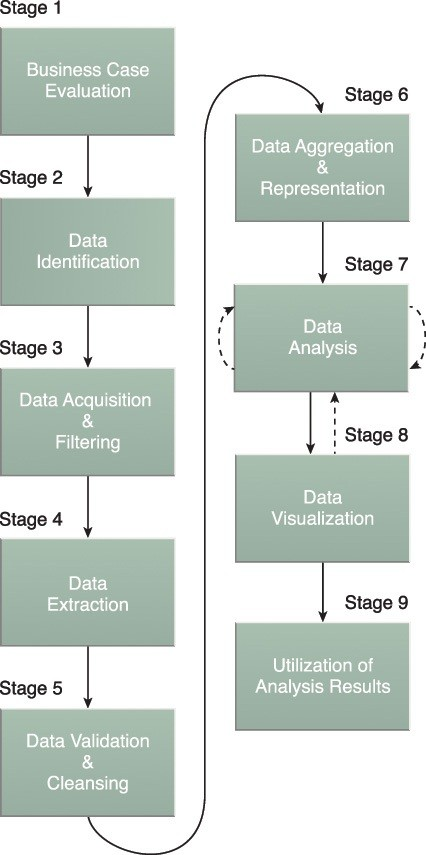 Stage 1
Business Case
Evaluation
Stage 2
Data
Identification
Stage 3
Data Acquisition
&
Filtering
Stage 4
Data
Extraction
Stage 5
Data Validation
&
Cleansing
Stage 6
Data Aggregation
&
Representation
Stage 7
Data
Analysis
Stage 8
Data
Visualization
Stage 9
Utilization of
Analysis Results